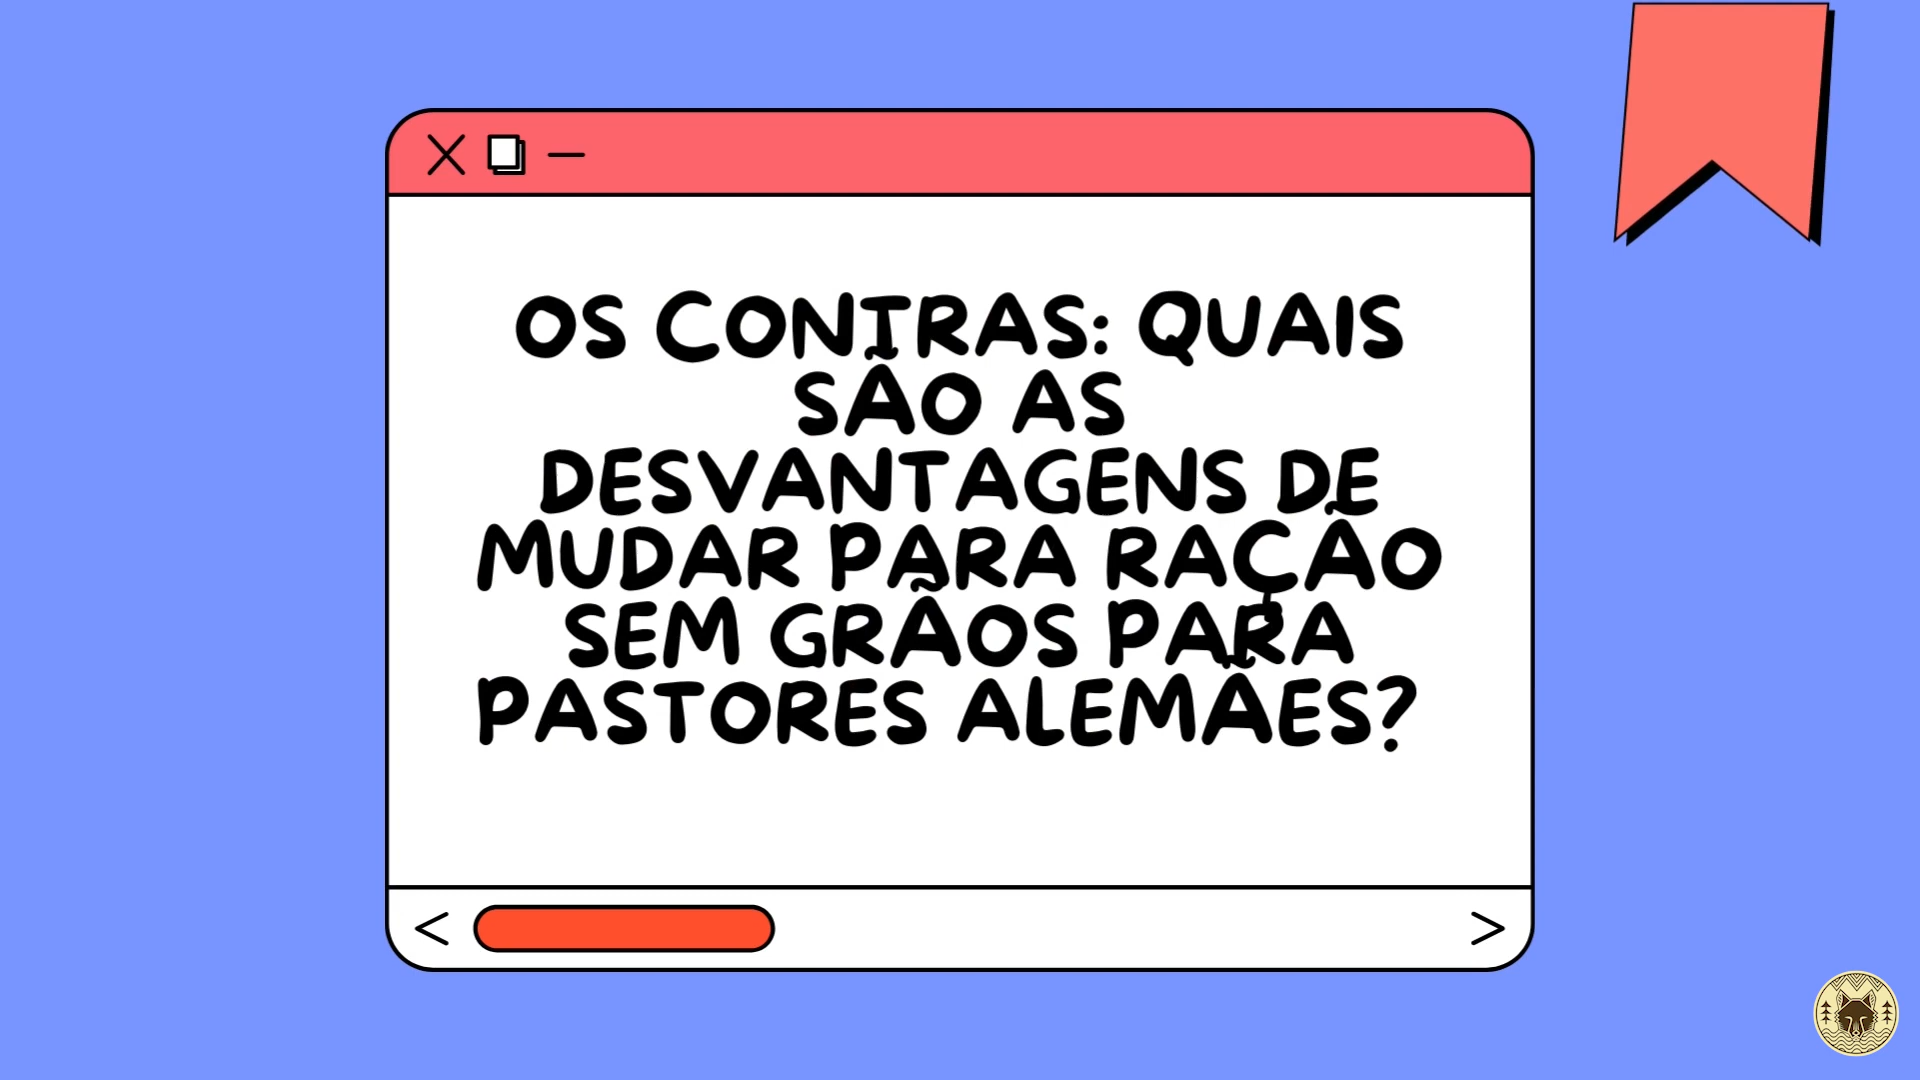 OS CONTRAS: QUAIS
SÃO AS
DESVANTAGENS DE
MUDAR PARA RAÇÃO
SEM GRÃOS PARA
PASTORES ALEMÃES?